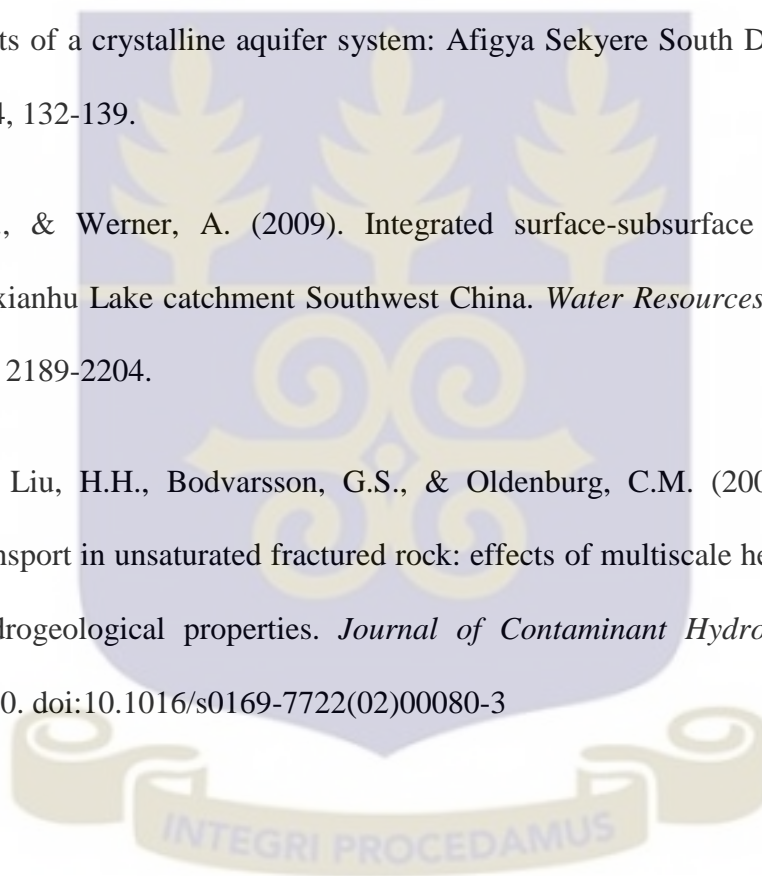 ts of a crystalline aquifer system: Afigya Sekyere South D
4, 132-139.
., & Werner, A. (2009). Integrated surface-subsurface
xianhu Lake catchment Southwest China. Water Resources
2189-2204.
Liu, H.H., Bodvarsson, G.S., & Oldenburg, C.M. (200
nsport in unsaturated fractured rock: effects of multiscale he
drogeological properties. Journal of Contaminant Hydro
0. doi:10.1016/s0169-7722(02)00080-3
INTEGRI PROCEDAMUS